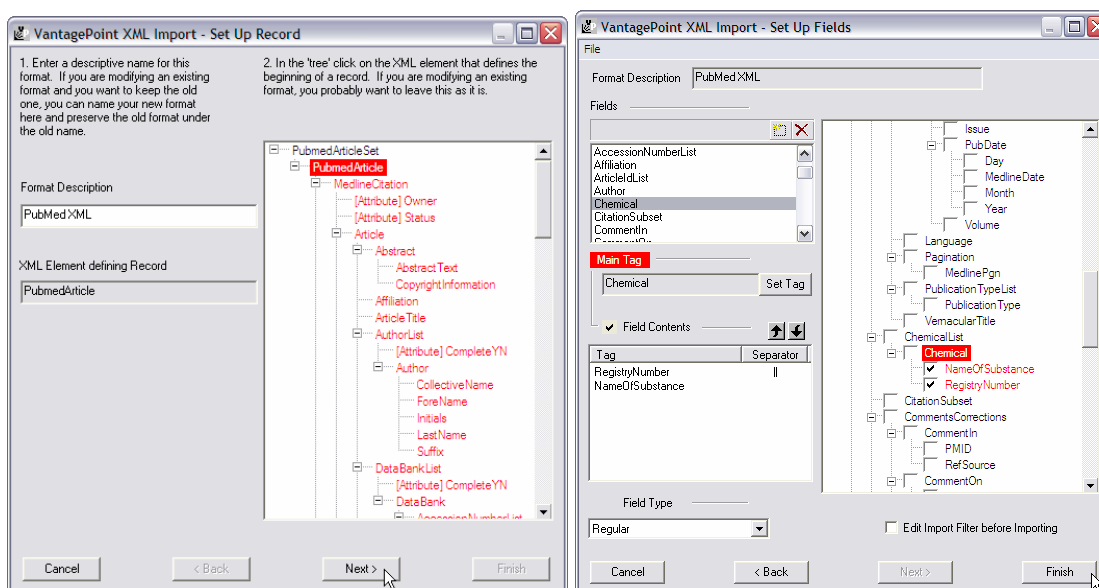 VantagePoint XML Import - Set Up Record
1. Enter a descriptive name for this
format. If you are modifying an existing
format and you want to keep the old
one, you can name your new format
here and preserve the old format under
the old name.
2. In the 'tree' click on the XML element that defines the
beginning of a record. If you are modifying an existing
format, you probably want to leave this as it is.
Format Description
PubMed XML
XML Element defining Record
PubmedArticle
PubmedArticleSet
PubmedArticle
MedlineCitation
[Attribute] Owner
[Attribute] Status
Article
Abstract
AbstractText
CopyrightInformation
Affiliation
ArticleTitle
AuthorList
[Attribute] CompleteYN
Author
CollectiveName
ForeName
Initials
LastName
Suffix
DataBankList
[Attribute] CompleteYN
DataBank
AccessionNumberList
Cancel
< Back
Next >
Finish
VantagePoint XML Import - Set Up Fields
File
Format Description
PubMed XML
Fields
AccessionNumberList
Affiliation
ArticleIdList
Author
Chemical
CitationSubset
CommentIn
CommentOn
Main Tag
Chemical
Set Tag
Field Contents
Tag Separator
RegistryNumber ||
NameOfSubstance
Field Type
Regular
Issue
PubDate
Day
MedlineDate
Month
Year
Volume
Language
Pagination
MedlinePgn
PublicationTypeList
PublicationType
VernacularTitle
ChemicalList
Chemical
NameOfSubstance
RegistryNumber
CitationSubset
CommentsCorrections
CommentIn
PMID
RefSource
CommentOn
Edit Import Filter before Importing
Cancel
< Back
Next >
Finish